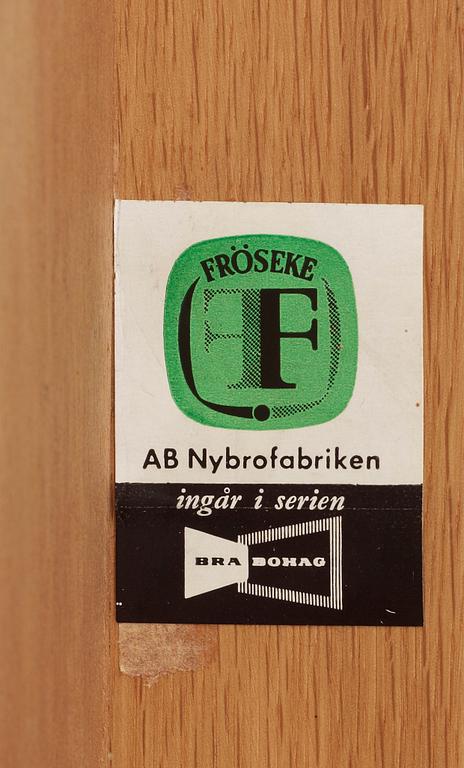 FRÖSEKE
F
AB Nybrofabriken
ingår i serien
BRA BOHAG